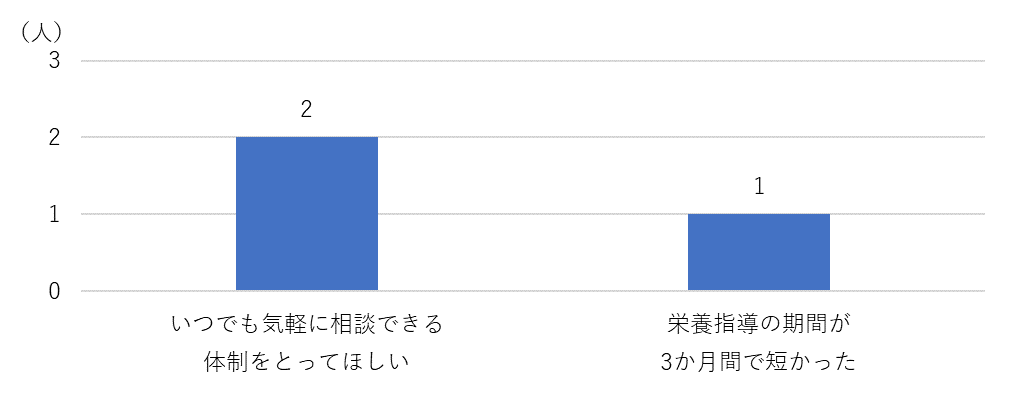 （人）
3
2
2
1
1
0
いつでも気軽に相談できる
体制をとってほしい
栄養指導の期間が
3か月間で短かった